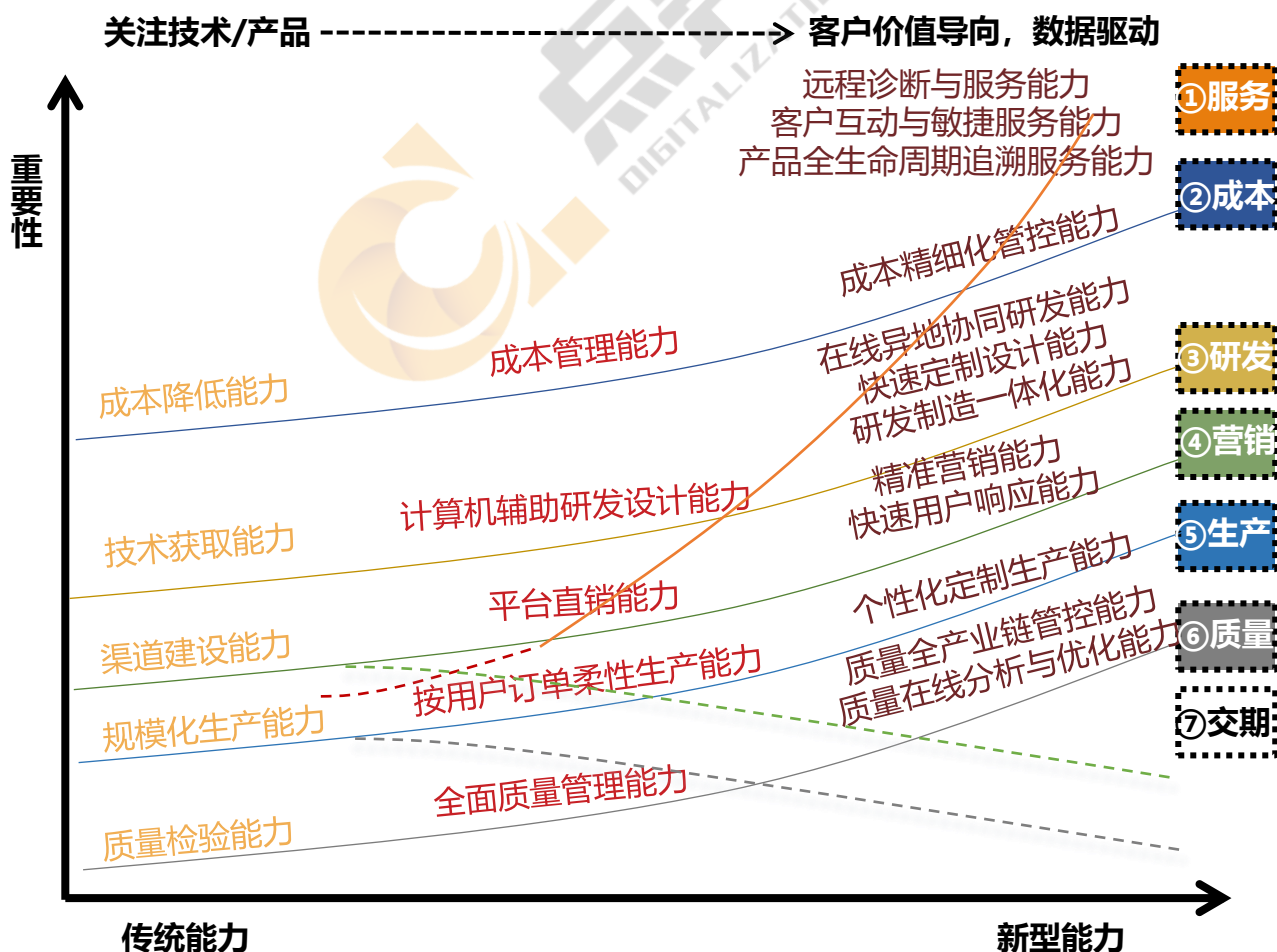 关注技术/产品
客户价值导向，数据驱动
重要性
远程诊断与服务能力
客户互动与敏捷服务能力
产品全生命周期追溯服务能力
①服务
②成本
成本精细化管控能力
成本管理能力
成本降低能力
在线异地协同研发能力
快速定制设计能力
研发制造一体化能力
③研发
计算机辅助研发设计能力
技术获取能力
精准营销能力
快速用户响应能力
④营销
平台直销能力
渠道建设能力
个性化定制生产能力
⑤生产
按用户订单柔性生产能力
规模化生产能力
质量全产业链管控能力
质量在线分析与优化能力
⑥质量
⑦交期
全面质量管理能力
质量检验能力
传统能力
新型能力